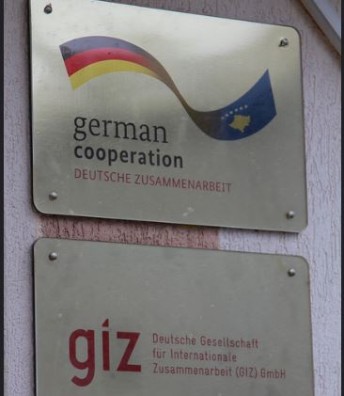 german
cooperation
DEUTSCHE ZUSAMMENARBEIT
giz
Deutsche Gesellschaft
für Internationale
Zusammenarbeit (GIZ) GmbH